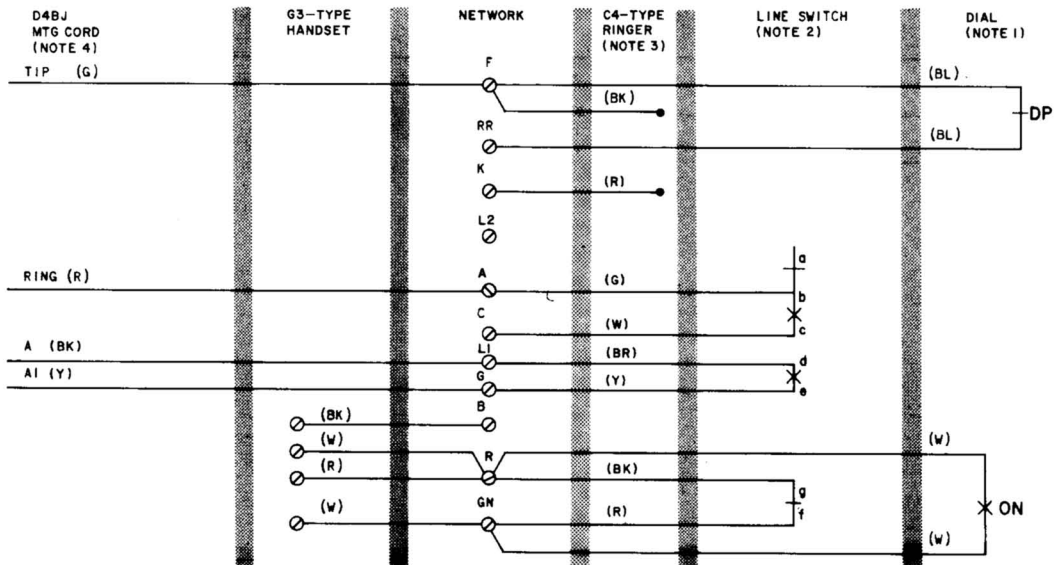 D4BJ
MTG CORD
(NOTE 4)
G3-TYPE
HANDSET
NETWORK
C4-TYPE
RINGER
(NOTE 3)
LINE SWITCH
(NOTE 2)
DIAL
(NOTE 1)
TIP (G)
F
(BL)
(BK)
DP
RR
(BL)
K
(R)
L2
a
RING (R)
A
(G)
b
C
(W)
c
A (BK)
L1
(BR)
d
A1 (Y)
G
(Y)
e
(BK)
B
(W)
(W)
(R)
R
(BK)
g
(W)
GN
(R)
f
ON
(W)